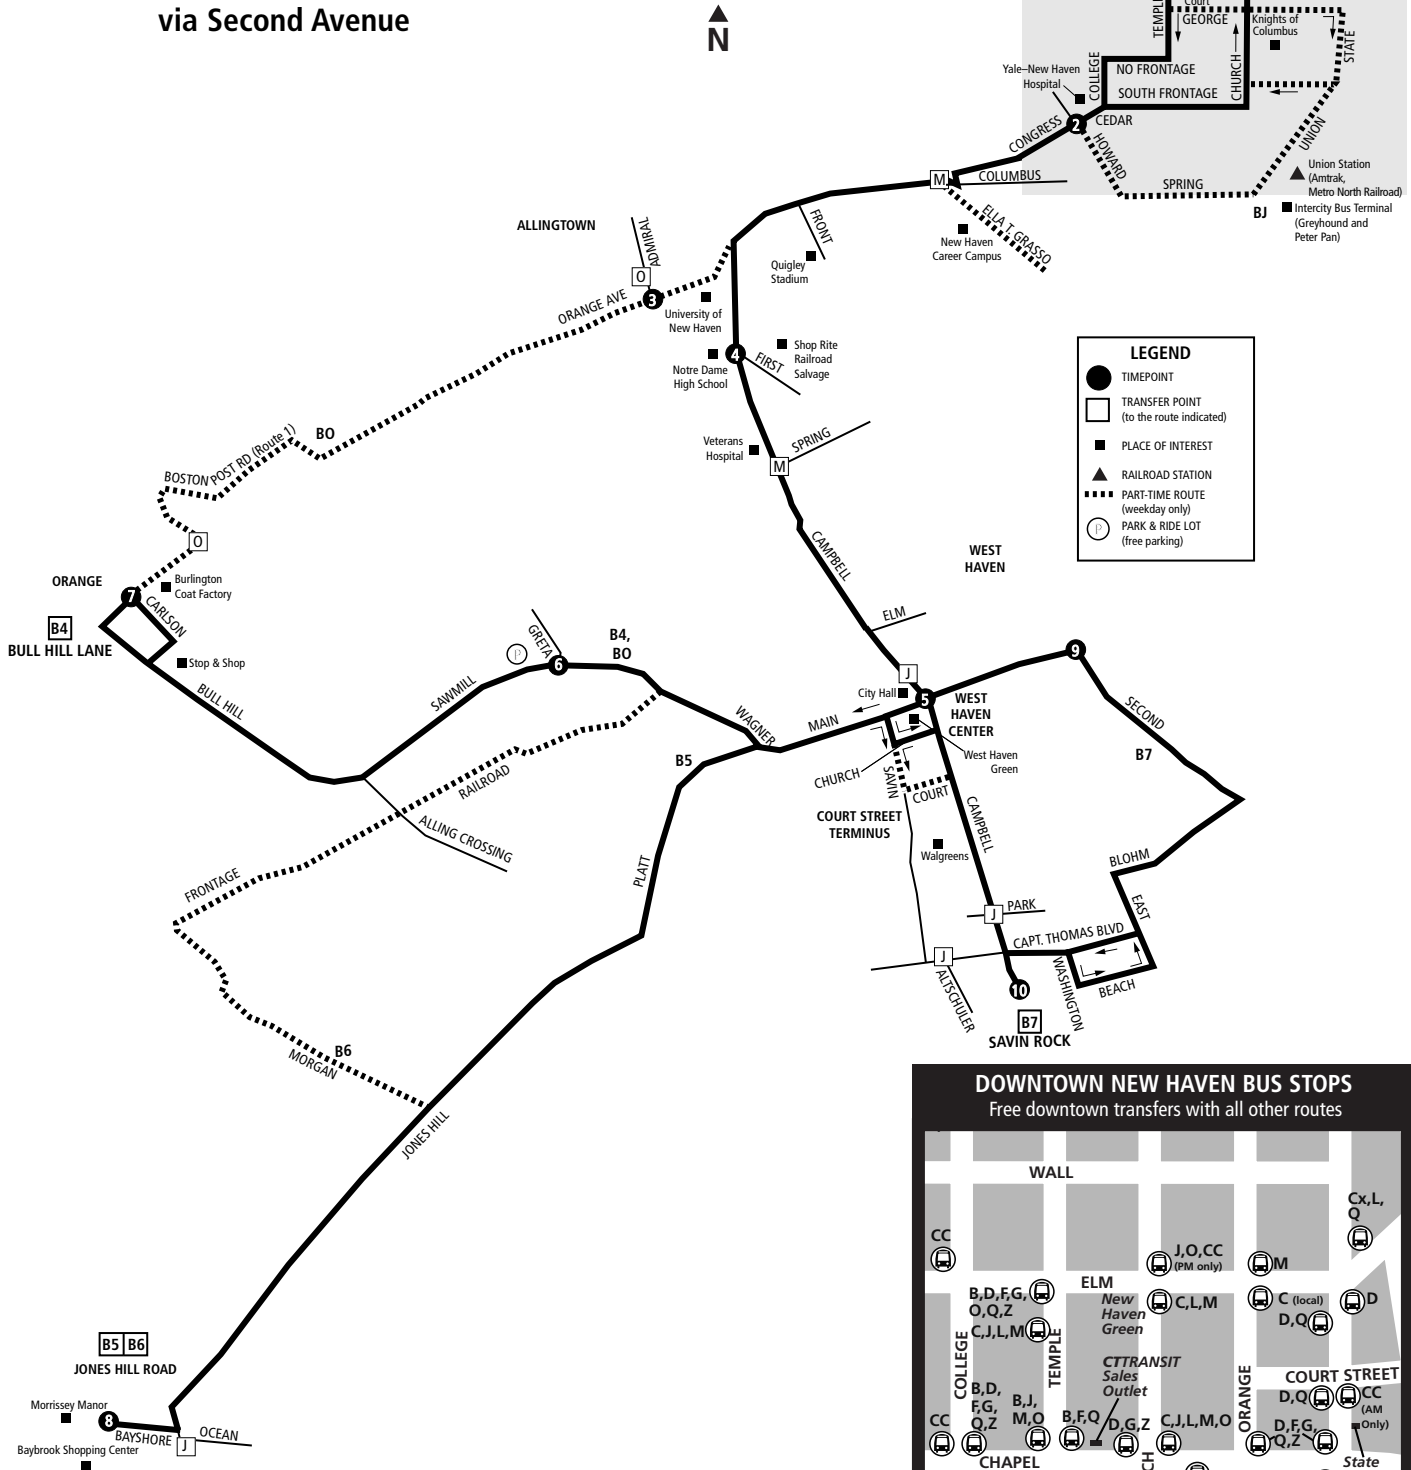 via Second Avenue
N
Court
TEMPLE
GEORGE
Knights of
Columbus
STATE
Yale–New Haven
Hospital
COLLEGE
NO FRONTAGE
CHURCH
SOUTH FRONTAGE
2
CEDAR
CONGRESS
HOWARD
UNION
Union Station
(Amtrak,
Metro North Railroad)
SPRING
BJ
Intercity Bus Terminal
(Greyhound and
Peter Pan)
M
COLUMBUS
ELLA T. GRASSO
New Haven
Career Campus
FRONT
Quigley
Stadium
ALLINGTOWN
ADMIRAL
O
3
ORANGE AVE
University of
New Haven
4
Notre Dame
High School
FIRST
Shop Rite
Railroad
Salvage
LEGEND
TIMEPOINT
TRANSFER POINT
(to the route indicated)
PLACE OF INTEREST
RAILROAD STATION
PART-TIME ROUTE
(weekday only)
P
PARK & RIDE LOT
(free parking)
Veterans
Hospital
SPRING
M
BO
BOSTON POST RD (Route 1)
O
CAMPBELL
WEST
HAVEN
ORANGE
7
Burlington
Coat Factory
CARLSON
B4
BULL HILL LANE
Stop & Shop
BULL HILL
GRETA
P
6
B4,
BO
SAWMILL
ELM
J
City Hall
5
WEST
HAVEN
CENTER
9
SECOND
B7
WAGNER
MAIN
B5
West Haven
Green
CHURCH
SAVIN
COURT
COURT STREET
TERMINUS
CAMPBELL
RAILROAD
ALLING CROSSING
FRONTAGE
PLATT
Walgreens
BLOHM
EAST
J
PARK
CAPT. THOMAS BLVD
J
ALTSCHULER
WASHINGTON
BEACH
10
B7
SAVIN ROCK
B6
MORGAN
JONES HILL
B5 B6
JONES HILL ROAD
Morrissey Manor
8
BAYSHORE
J
OCEAN
Baybrook Shopping Center
DOWNTOWN NEW HAVEN BUS STOPS
Free downtown transfers with all other routes
WALL
Cx,L,
Q
CC
J,O,CC
(PM only)
M
ELM
B,D,F,G,
O,Q,Z
New
Haven
Green
C,L,M
C (local)
D
D,Q
C,J,L,M
COLLEGE
TEMPLE
CTTRANSIT
Sales
Outlet
ORANGE
COURT STREET
D,Q
CC
(AM
Only)
B,D,
F,G,
Q,Z
B,J,
M,O
CC
B,F,Q
D,G,Z
C,J,L,M,O
D,F,G,
Q,Z
CHAPEL
CH
State